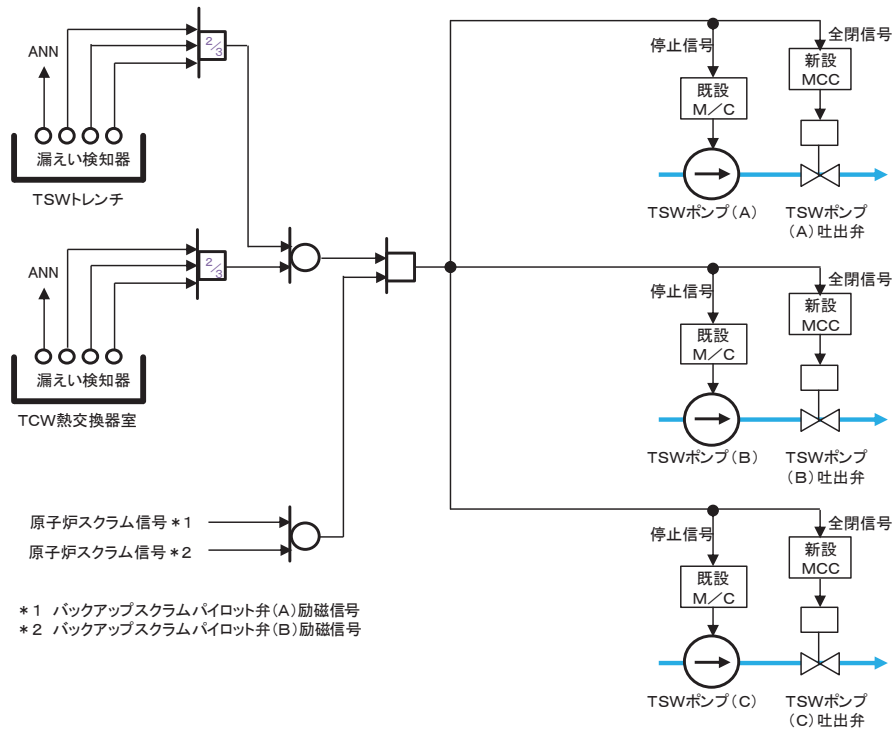 ANN
2/3
漏えい検知器
TSWトレンチ
ANN
2/3
漏えい検知器
TCW熱交換器室
原子炉スクラム信号*1
原子炉スクラム信号*2
*1 バックアップスクラムパイロット弁(A)励磁信号
*2 バックアップスクラムパイロット弁(B)励磁信号
停止信号
全閉信号
既設
M/C
新設
MCC
TSWポンプ(A)
TSWポンプ
(A)吐出弁
停止信号
全閉信号
既設
M/C
新設
MCC
TSWポンプ(B)
TSWポンプ
(B)吐出弁
停止信号
全閉信号
既設
M/C
新設
MCC
TSWポンプ(C)
TSWポンプ
(C)吐出弁